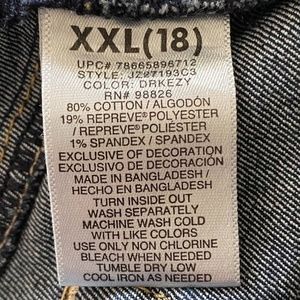 XXL(18)
UPC# 78665896712
STYLE: JZ27193C3
COLOR: DRKEZY
RN# 98826
80% COTTON / ALGODÓN
19% REPREVE® POLYESTER
/ REPREVE® POLIÉSTER
1% SPANDEX / SPANDEX
EXCLUSIVE OF DECORATION
EXCLUSIVO DE DECORACIÓN
MADE IN BANGLADESH /
HECHO EN BANGLADESH
TURN INSIDE OUT
WASH SEPARATELY
MACHINE WASH COLD
WITH LIKE COLORS
USE ONLY NON CHLORINE
BLEACH WHEN NEEDED
TUMBLE DRY LOW
COOL IRON AS NEEDED